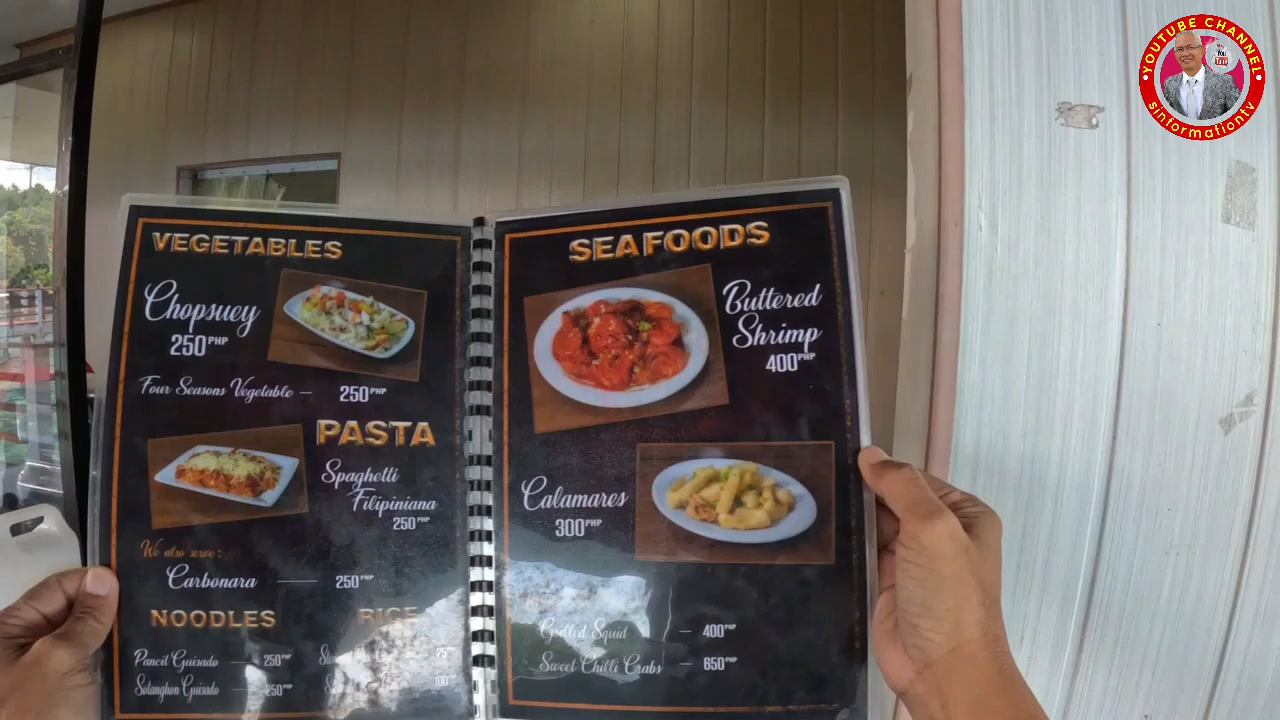 YOUTUBE CHANNEL
sinformationtv
VEGETABLES
Chopsuey
250PHP
Four Seasons Vegetable — 250PHP
PASTA
Spaghetti
Filipiniana
250PHP
We also serve :
Carbonara — 250PHP
NOODLES
Pancit Guisado — 250PHP
Sotanghon Guisado — 250PHP
RICE
25
100
SEAFOODS
Buttered
Shrimp
400PHP
Calamares
300PHP
Grilled Squid — 400PHP
Sweet Chilli Crabs — 650PHP